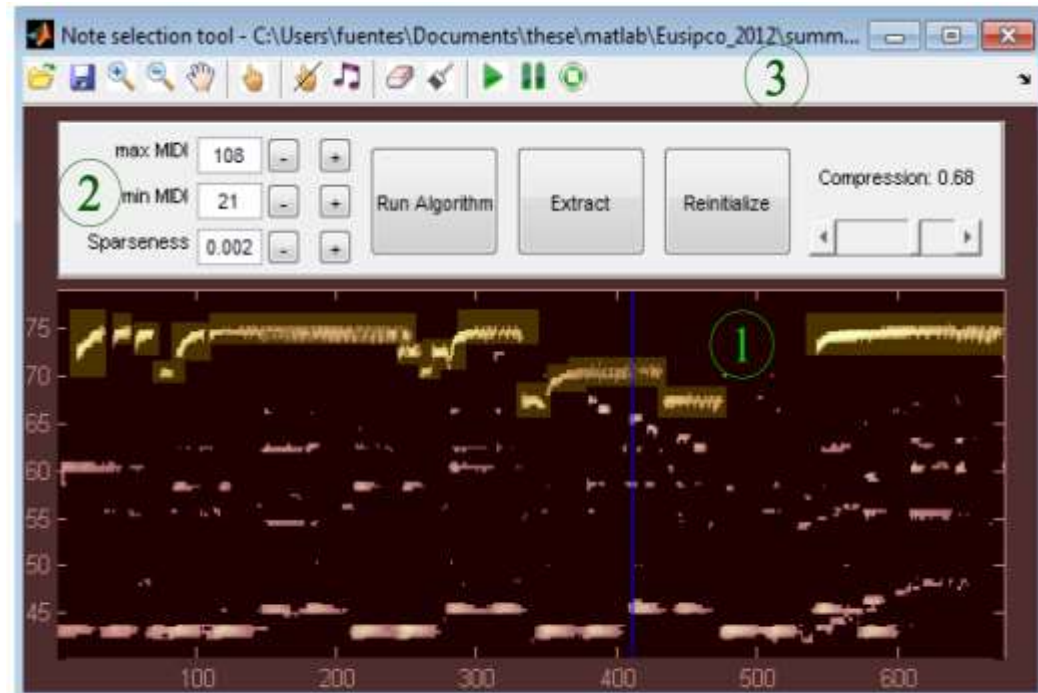 Note selection tool - C:\Users\fuentes\Documents\these\matlab\Eusipco_2012\summ...
3
max MIDI 108 - +
2
min MIDI 21 - +
Sparseness 0.002 - +
Run Algorithm
Extract
Reinitialize
Compression: 0.68
1
75
70
65
60
55
50
45
100 200 300 400 500 600